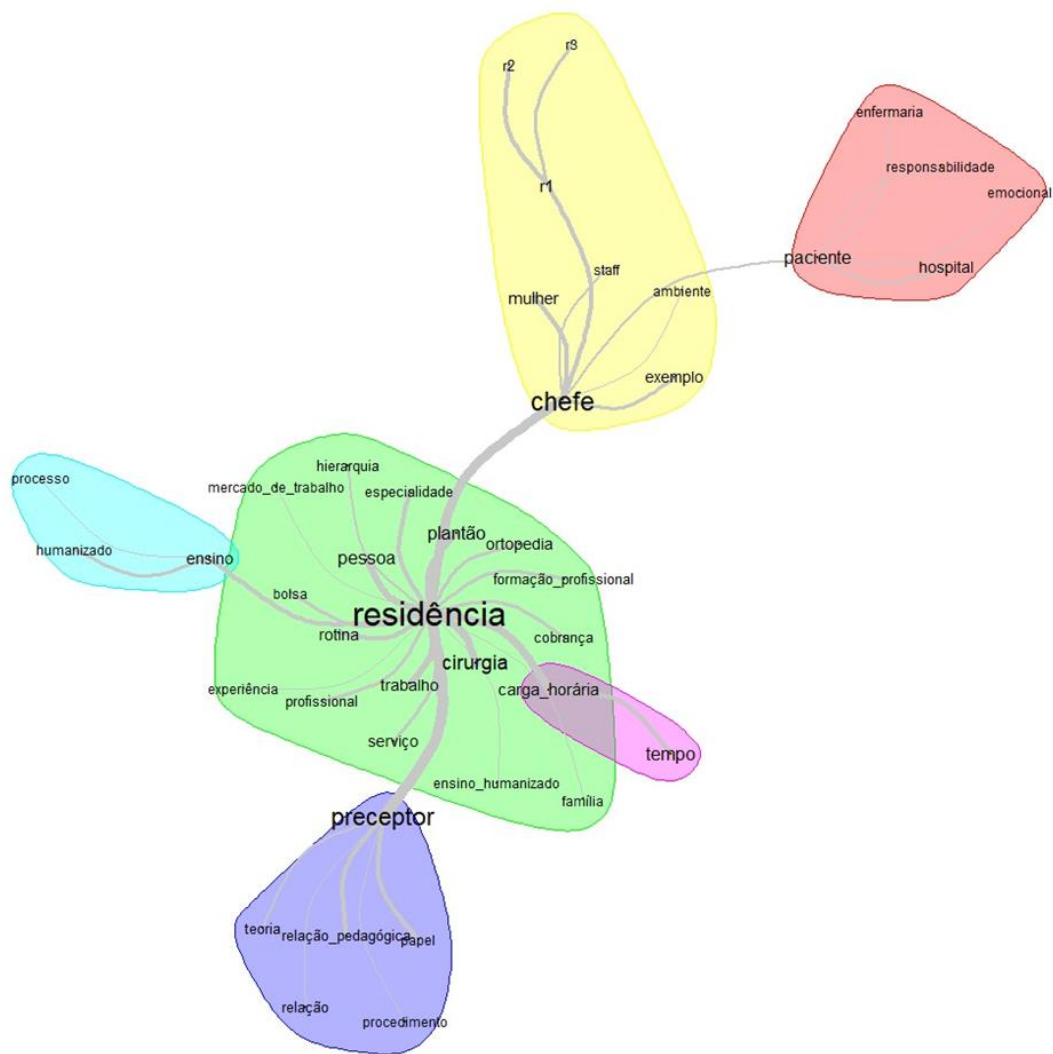 r3
r2
r1
staff
mulher
ambiente
exemplo
chefe
enfermaria
responsabilidade
emocional
paciente
hospital
processo
humanizado
ensino
hierarquia
mercado_de_trabalho
especialidade
plantão
ortopedia
pessoa
formação_profissional
bolsa
residência
rotina
cobrança
cirurgia
trabalho
experiência
profissional
serviço
ensino_humanizado
família
carga_horária
tempo
preceptor
teoria
relação_pedagógica
papel
relação
procedimento